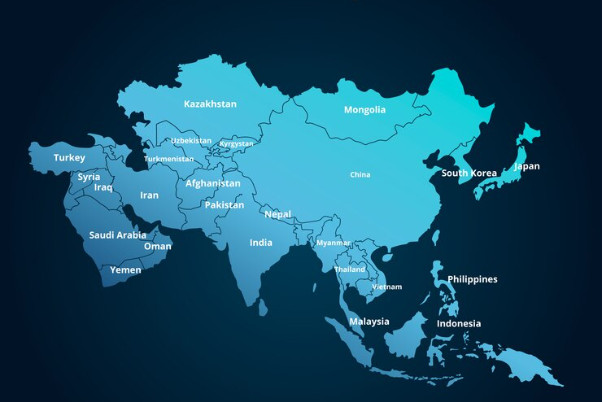 Kazakhstan
Mongolia
Uzbekistan
Kyrgystan
Turkey
Turkmenistan
Japan
South Korea
China
Syria
Afghanistan
Iraq
Iran
Pakistan
Nepal
Saudi Arabia
India
Myanmar
Oman
Yemen
Thailand
Philippines
Vietnam
Malaysia
Indonesia